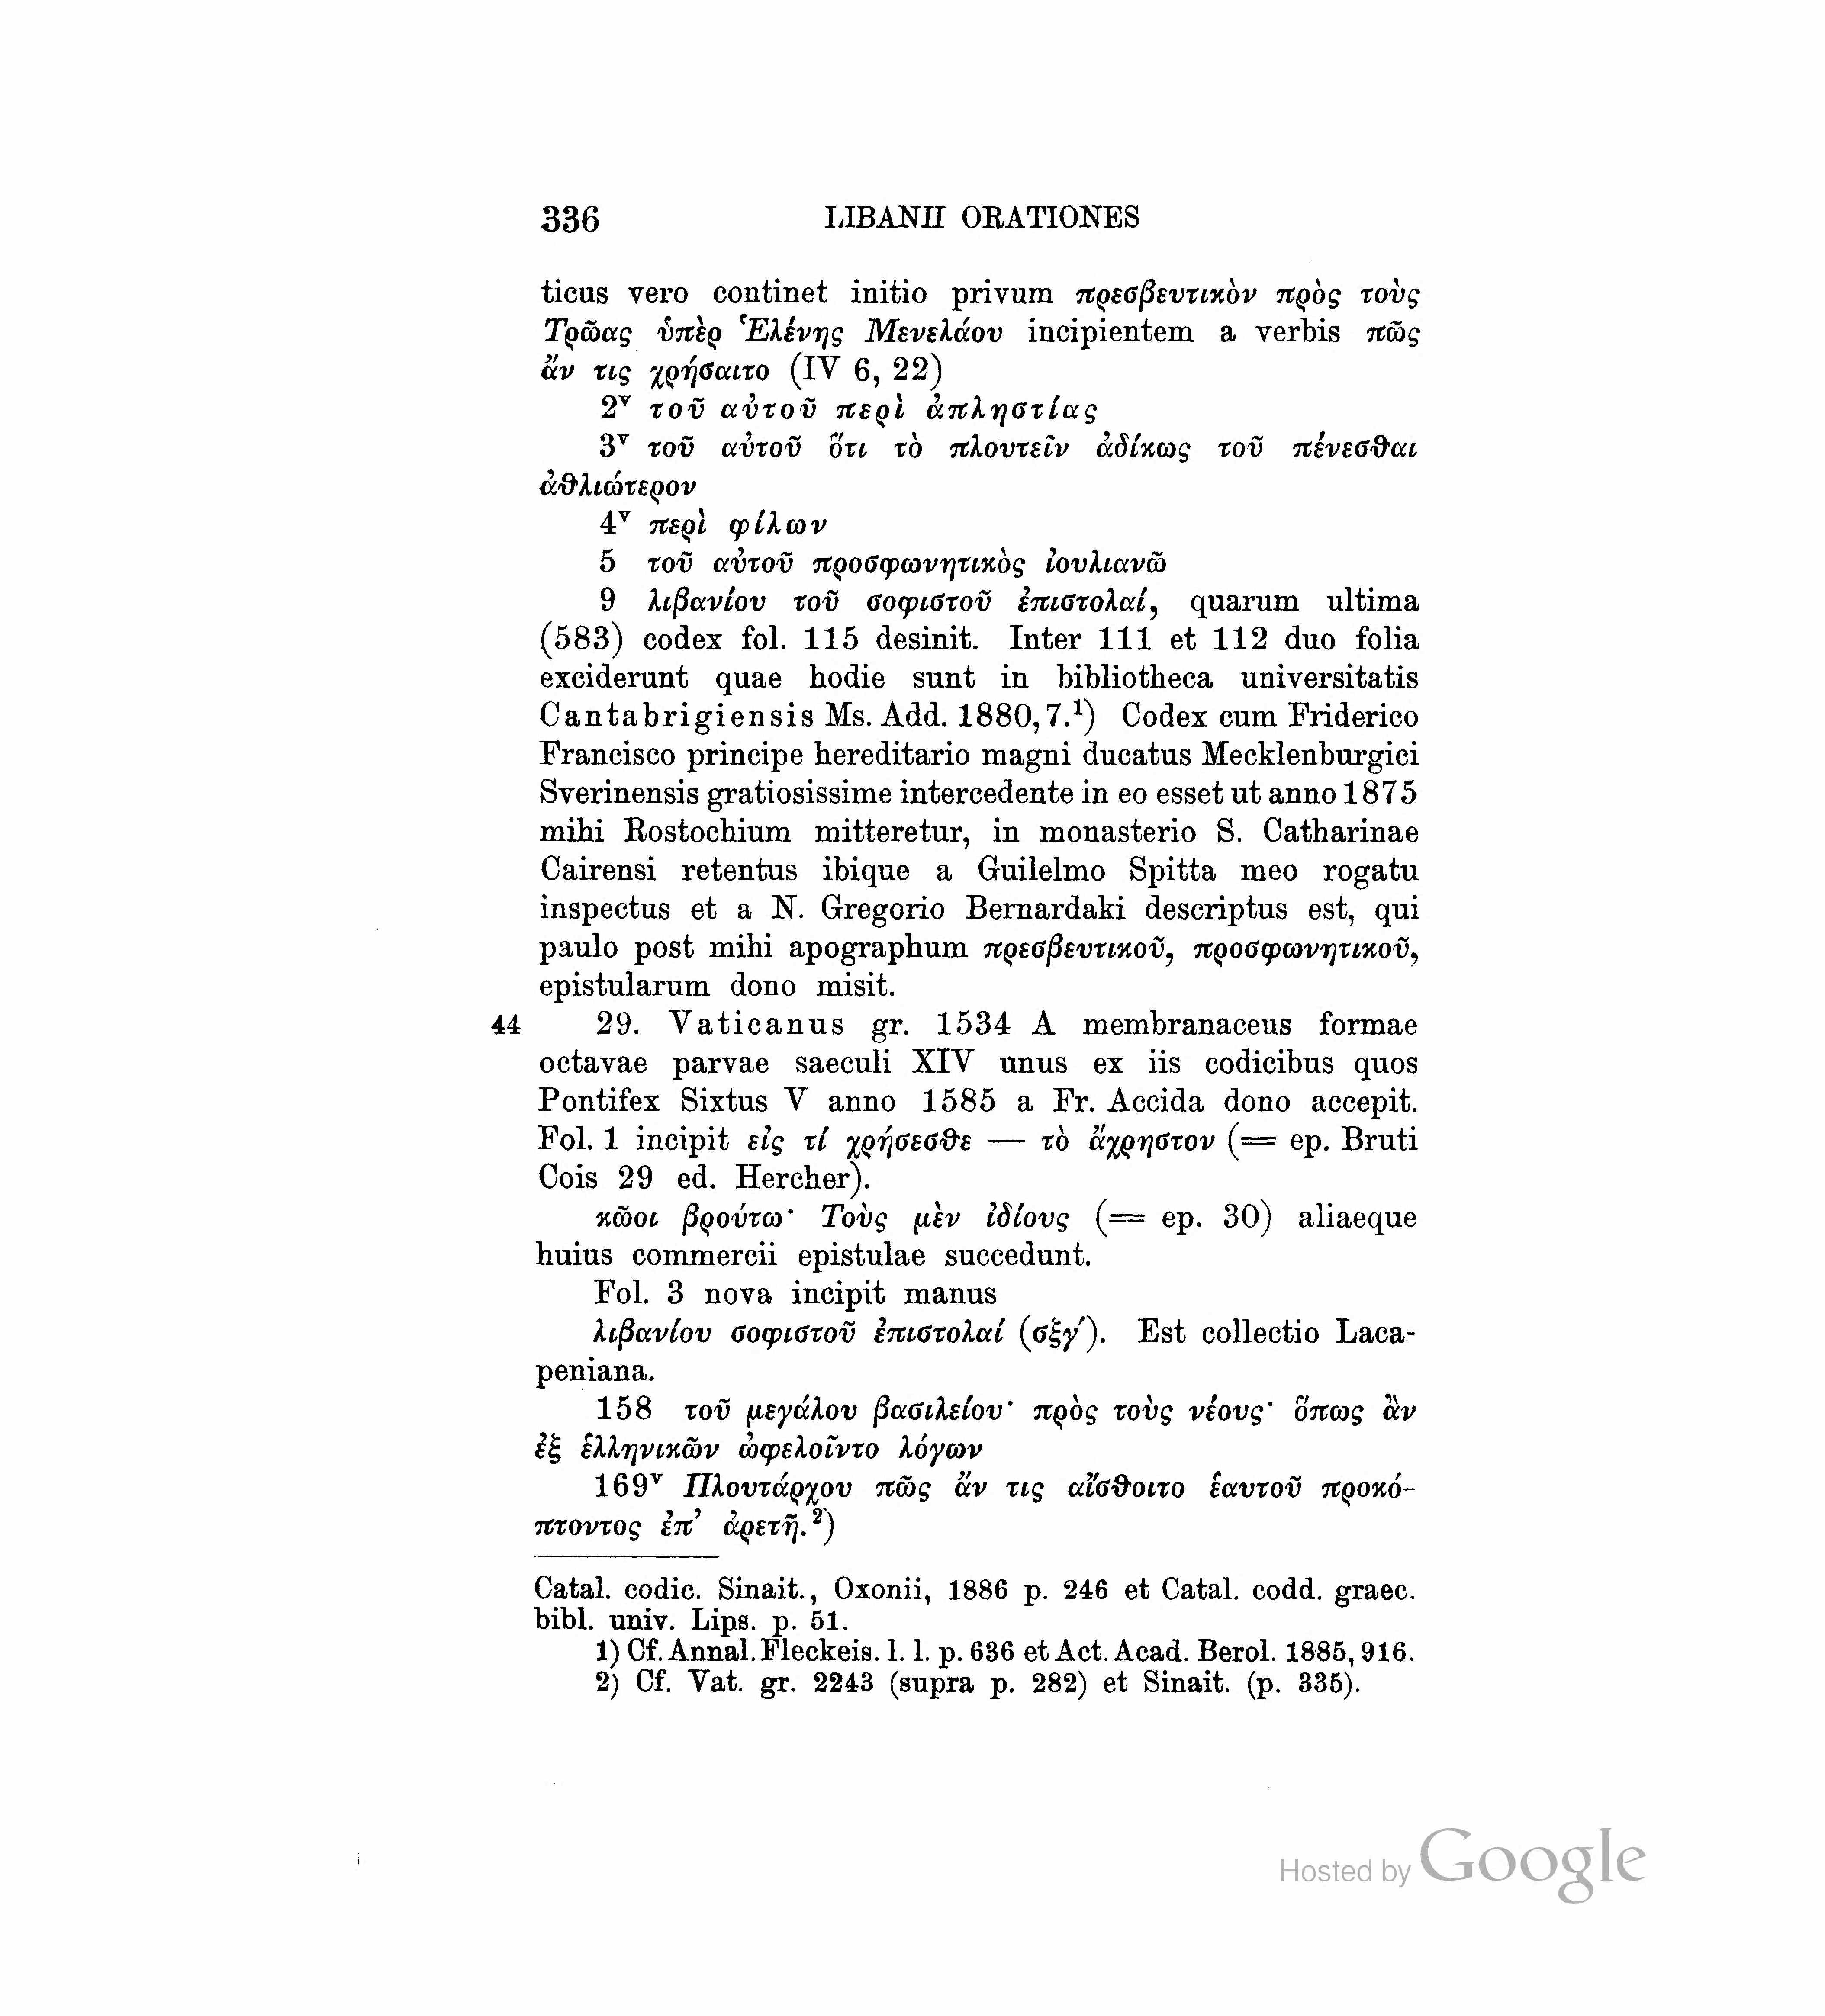 336 LIBANII ORATIONES
ticus vero continet initio privum πρεσβευτικὸν πρὸς τοὺς
Τρῶας ὑπὲρ Ἑλένης Μενελάου incipientem a verbis πῶς
ἄν τις χρήσαιτο (IV 6, 22)
2ᵛ τοῦ αὐτοῦ περὶ ἀπληστίας
3ᵛ τοῦ αὐτοῦ ὅτι τὸ πλουτεῖν ἀδίκως τοῦ πένεσθαι
ἀθλιώτερον
4ᵛ περὶ φίλων
5 τοῦ αὐτοῦ προσφωνητικὸς ἰουλιανῶ
9 λιβανίου τοῦ σοφιστοῦ ἐπιστολαί, quarum ultima
(583) codex fol. 115 desinit. Inter 111 et 112 duo folia
exciderunt quae hodie sunt in bibliotheca universitatis
Cantabrigiensis Ms. Add. 1880, 7.¹) Codex cum Friderico
Francisco principe hereditario magni ducatus Mecklenburgici
Sverinensis gratiosissime intercedente in eo esset ut anno 1875
mihi Rostochium mitteretur, in monasterio S. Catharinae
Cairensi retentus ibique a Guilelmo Spitta meo rogatu
inspectus et a N. Gregorio Bernardaki descriptus est, qui
paulo post mihi apographum πρεσβευτικοῦ, προσφωνητικοῦ,
epistularum dono misit.
44 29. Vaticanus gr. 1534 A membranaceus formae
octavae parvae saeculi XIV unus ex iis codicibus quos
Pontifex Sixtus V anno 1585 a Fr. Accida dono accepit.
Fol. 1 incipit εἰς τί χρήσεσθε — τὸ ἄχρηστον (= ep. Bruti
Cois 29 ed. Hercher).
κῶοι βρούτω· Τοὺς μὲν ἰδίους (= ep. 30) aliaeque
huius commercii epistulae succedunt.
Fol. 3 nova incipit manus
λιβανίου σοφιστοῦ ἐπιστολαί (σξγʹ). Est collectio Laca-
peniana.
158 τοῦ μεγάλου βασιλείου· πρὸς τοὺς νέους· ὅπως ἂν
ἐξ ἑλληνικῶν ὠφελοῖντο λόγων
169ᵛ Πλουτάρχου πῶς ἄν τις αἴσθοιτο ἑαυτοῦ προκό-
πτοντος ἐπ’ ἀρετῇ.²)
Catal. codic. Sinait., Oxonii, 1886 p. 246 et Catal. codd. graec.
bibl. univ. Lips. p. 51.
1) Cf. Annal. Fleckeis. l. l. p. 636 et Act. Acad. Berol. 1885, 916.
2) Cf. Vat. gr. 2243 (supra p. 282) et Sinait. (p. 335).
Hosted by Google